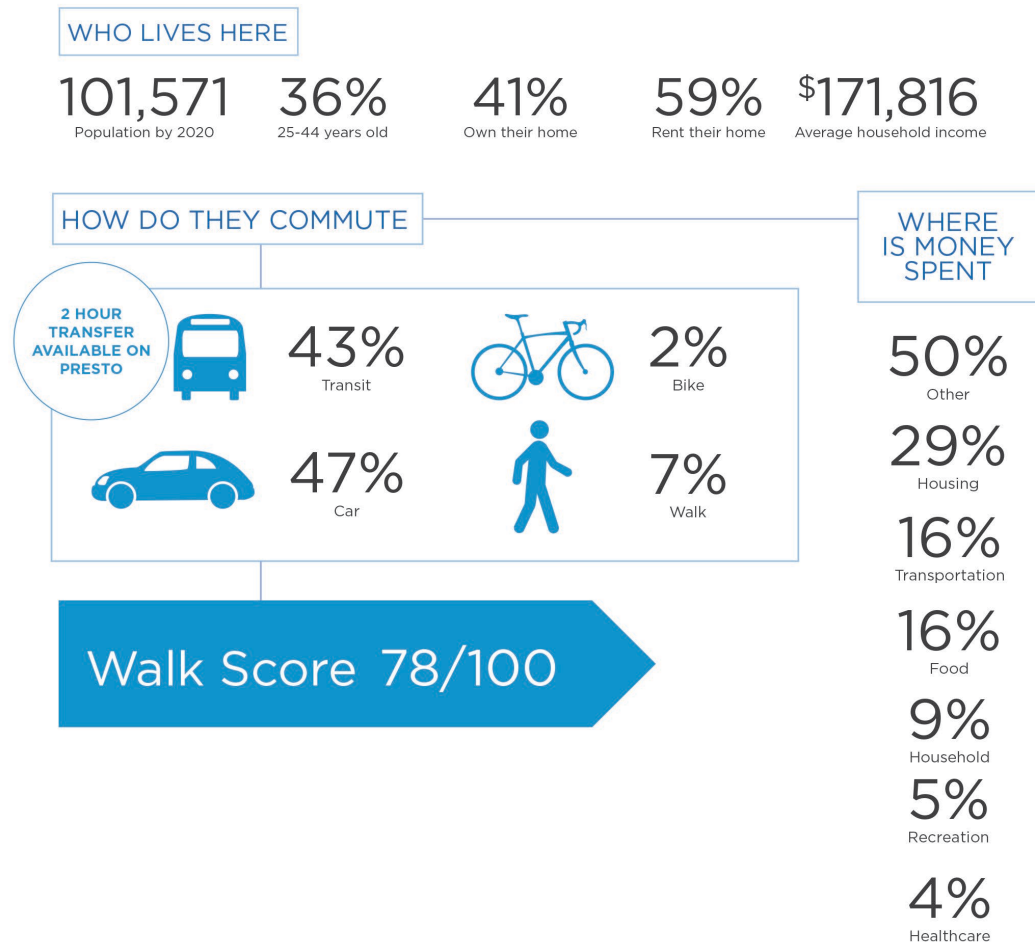 WHO LIVES HERE
101,571
Population by 2020
36%
25-44 years old
41%
Own their home
59%
Rent their home
$171,816
Average household income
HOW DO THEY COMMUTE
2 HOUR
TRANSFER
AVAILABLE ON
PRESTO
43%
Transit
2%
Bike
47%
Car
7%
Walk
Walk Score 78/100
WHERE
IS MONEY
SPENT
50%
Other
29%
Housing
16%
Transportation
16%
Food
9%
Household
5%
Recreation
4%
Healthcare